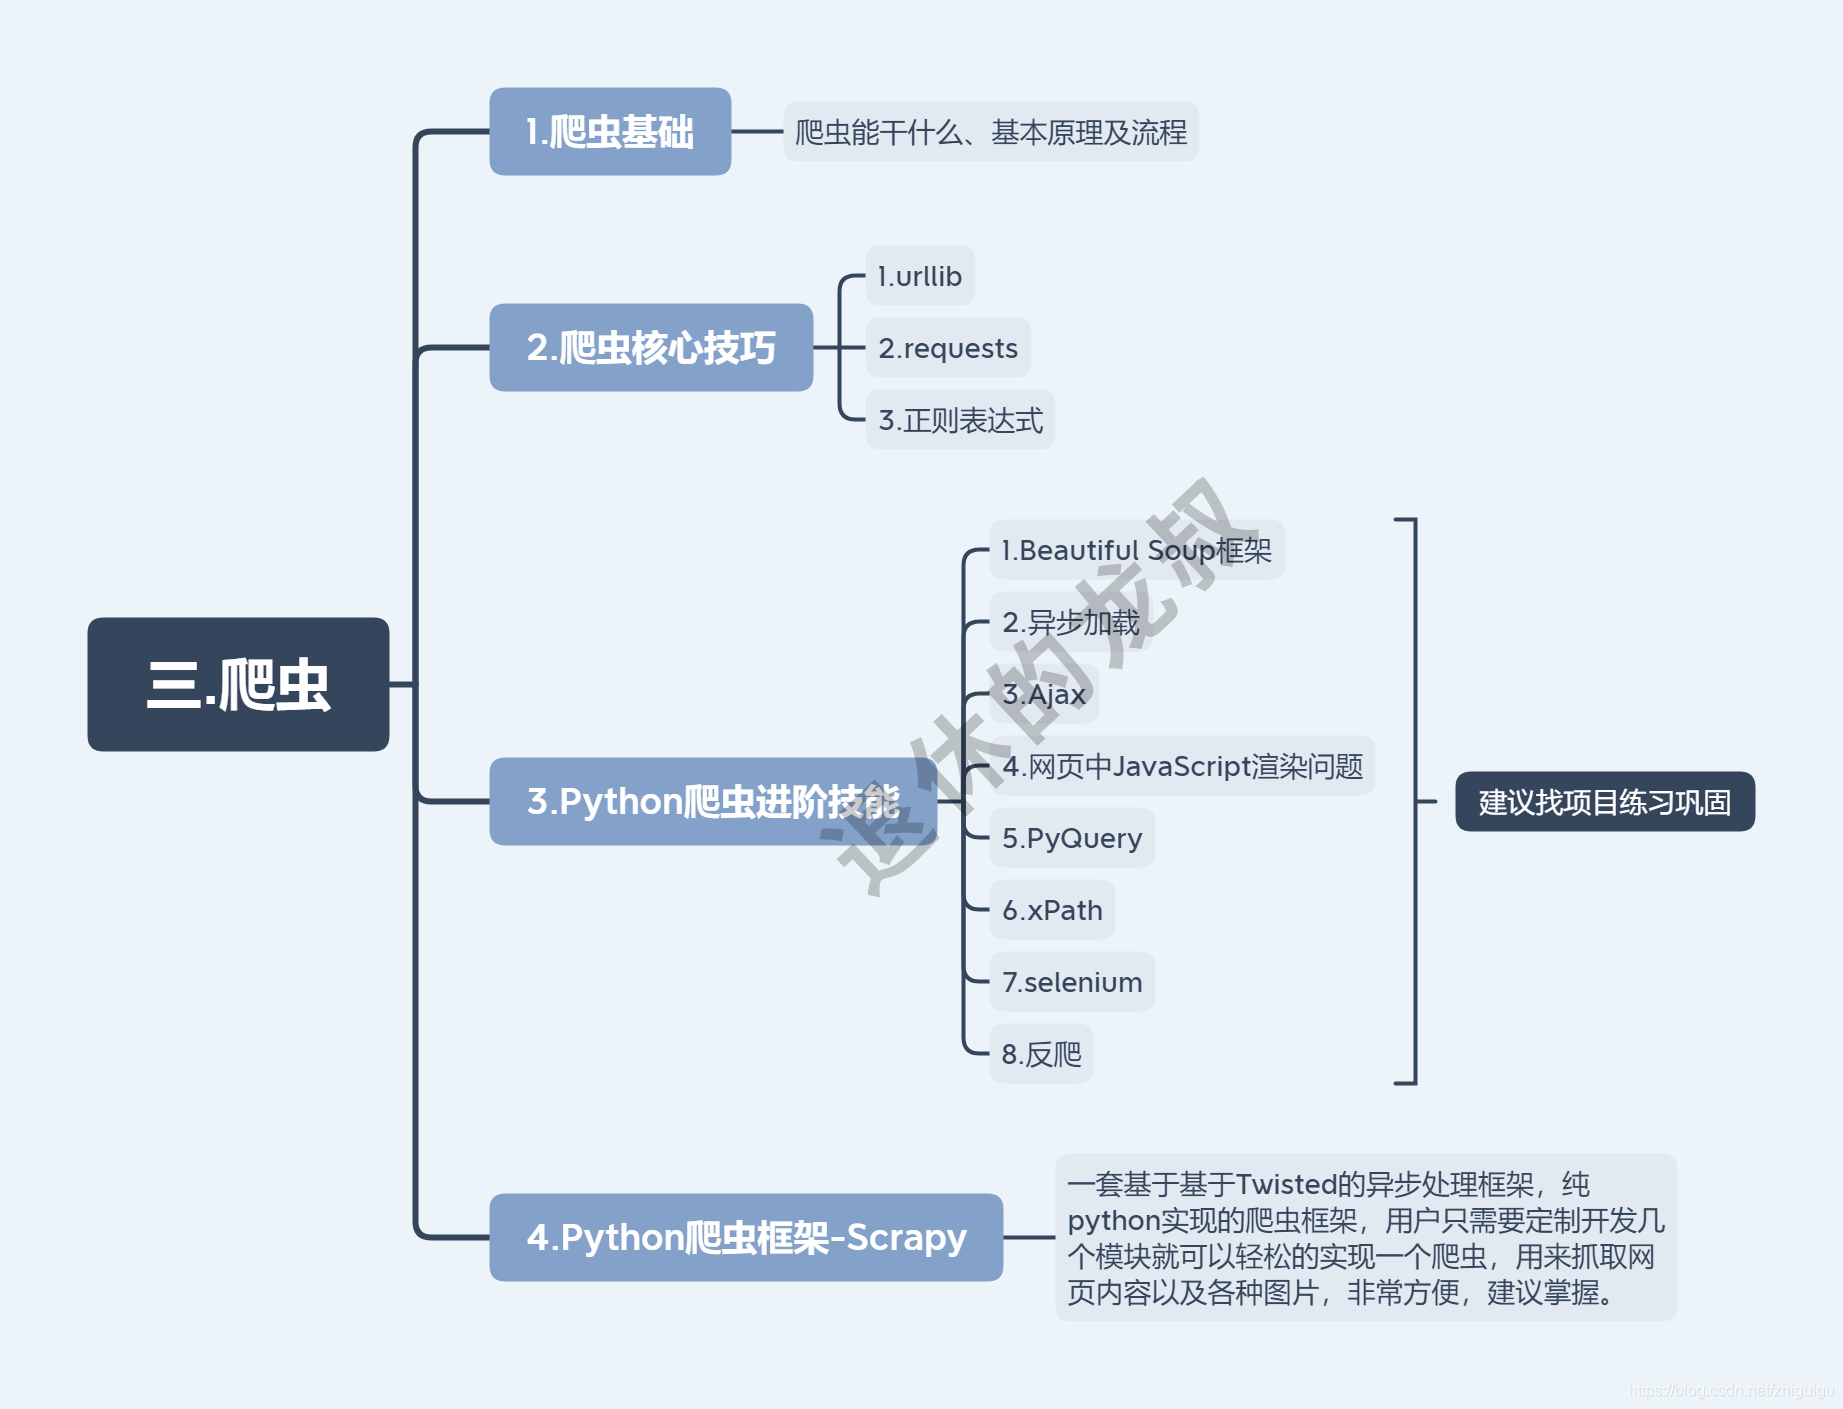 三.爬虫
1.爬虫基础
爬虫能干什么、基本原理及流程
2.爬虫核心技巧
1.urllib
2.requests
3.正则表达式
3.Python爬虫进阶技能
1.Beautiful Soup框架
2.异步加载
3.Ajax
4.网页中JavaScript渲染问题
5.PyQuery
6.xPath
7.selenium
8.反爬
建议找项目练习巩固
4.Python爬虫框架-Scrapy
一套基于基于Twisted的异步处理框架，纯
python实现的爬虫框架，用户只需要定制开发几
个模块就可以轻松的实现一个爬虫，用来抓取网
页内容以及各种图片，非常方便，建议掌握。
退休的龙叔
https://blog.csdn.net/zhiguigu